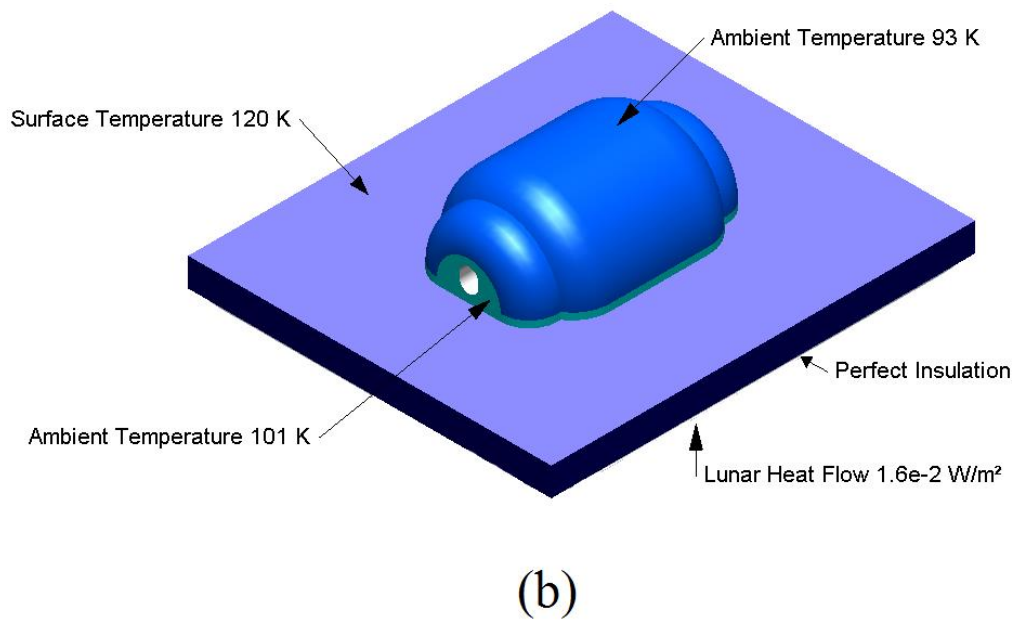 Ambient Temperature 93 K
Surface Temperature 120 K
Perfect Insulation
Ambient Temperature 101 K
Lunar Heat Flow 1.6e-2 W/m²
(b)